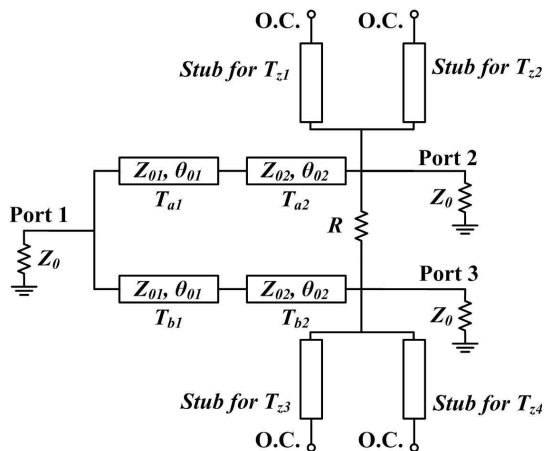 O.C. O.C.
Stub for Tz1 Stub for Tz2
Z01, θ01 Z02, θ02 Port 2
Port 1 Ta1 Ta2
Z0 R Z0
Port 3
Z01, θ01 Z02, θ02
Tb1 Tb2 Z0
Stub for Tz3 Stub for Tz4
O.C. O.C.